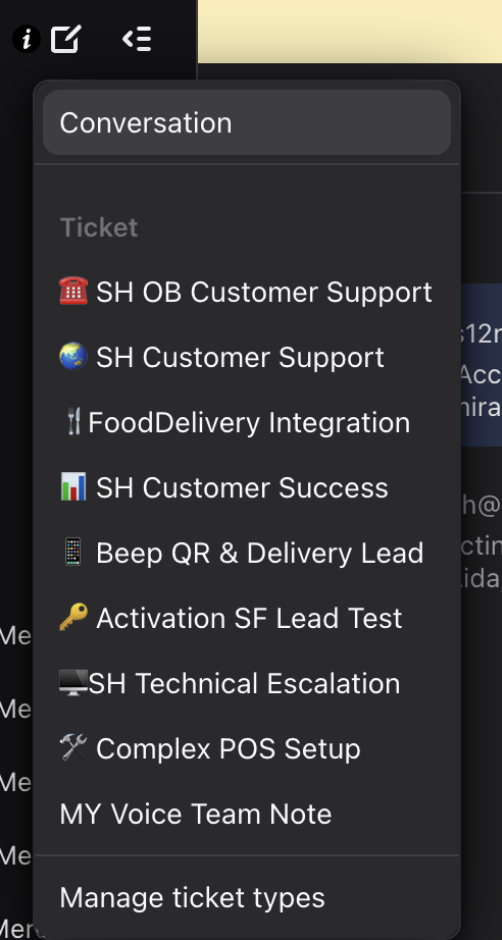 Conversation
Ticket
☎️ SH OB Customer Support
🌏 SH Customer Support
🍴FoodDelivery Integration
📊 SH Customer Success
📱 Beep QR & Delivery Lead
🔑 Activation SF Lead Test
🖥️SH Technical Escalation
🛠️ Complex POS Setup
MY Voice Team Note
Manage ticket types